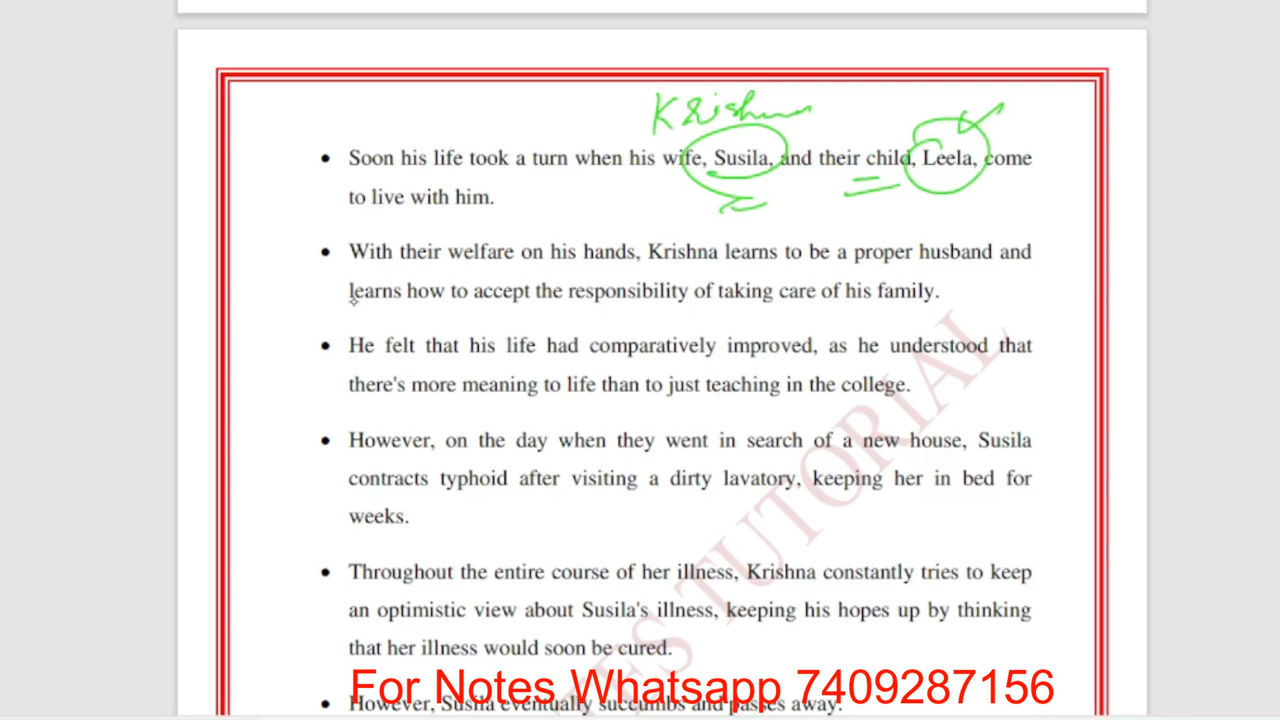 Krishna
Soon his life took a turn when his wife, Susila, and their child, Leela, come
to live with him.
With their welfare on his hands, Krishna learns to be a proper husband and
learns how to accept the responsibility of taking care of his family.
He felt that his life had comparatively improved, as he understood that
there's more meaning to life than to just teaching in the college.
However, on the day when they went in search of a new house, Susila
contracts typhoid after visiting a dirty lavatory, keeping her in bed for
weeks.
Throughout the entire course of her illness, Krishna constantly tries to keep
an optimistic view about Susila's illness, keeping his hopes up by thinking
that her illness would soon be cured.
However, Susila eventually succumbs and passes away.
For Notes Whatsapp 7409287156
TUTORIAL